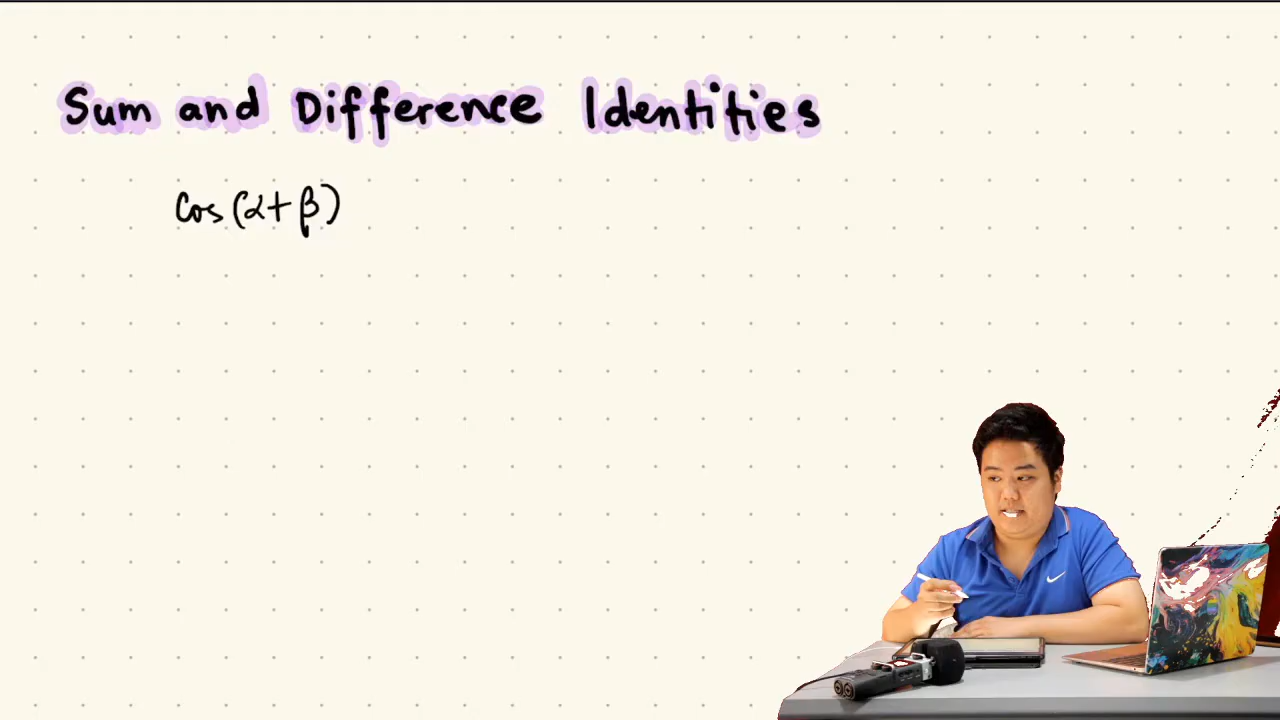 Sum and Difference Identities
Cos(α+β)